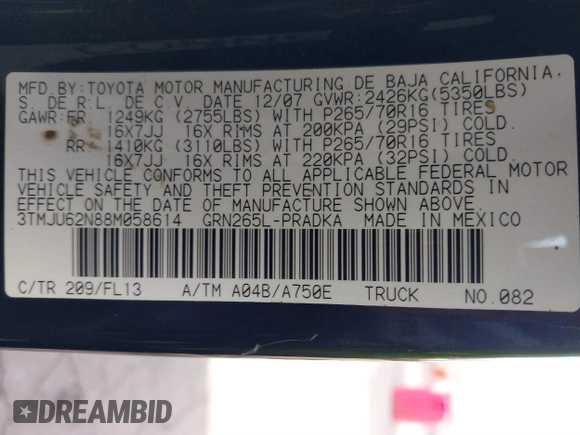 MFD.BY:TOYOTA MOTOR MANUFACTURING DE BAJA CALIFORNIA,
S. DE R.L. DE C.V. DATE 12/07 GVWR:2426KG(5350LBS)
GAWR:FR 1249KG (2755LBS) WITH P265/70R16 TIRES
16X7JJ 16X RIMS AT 200KPA (29PSI) COLD.
RR 1410KG (3110LBS) WITH P265/70R16 TIRES
16X7JJ 16X RIMS AT 220KPA (32PSI) COLD.
THIS VEHICLE CONFORMS TO ALL APPLICABLE FEDERAL MOTOR
VEHICLE SAFETY AND THEFT PREVENTION STANDARDS IN
EFFECT ON THE DATE OF MANUFACTURE SHOWN ABOVE.
3TMJU62N88M058614 GRN265L-PRADKA MADE IN MEXICO
C/TR 209/FL13 A/TM A04B/A750E TRUCK NO.082
DREAMBID